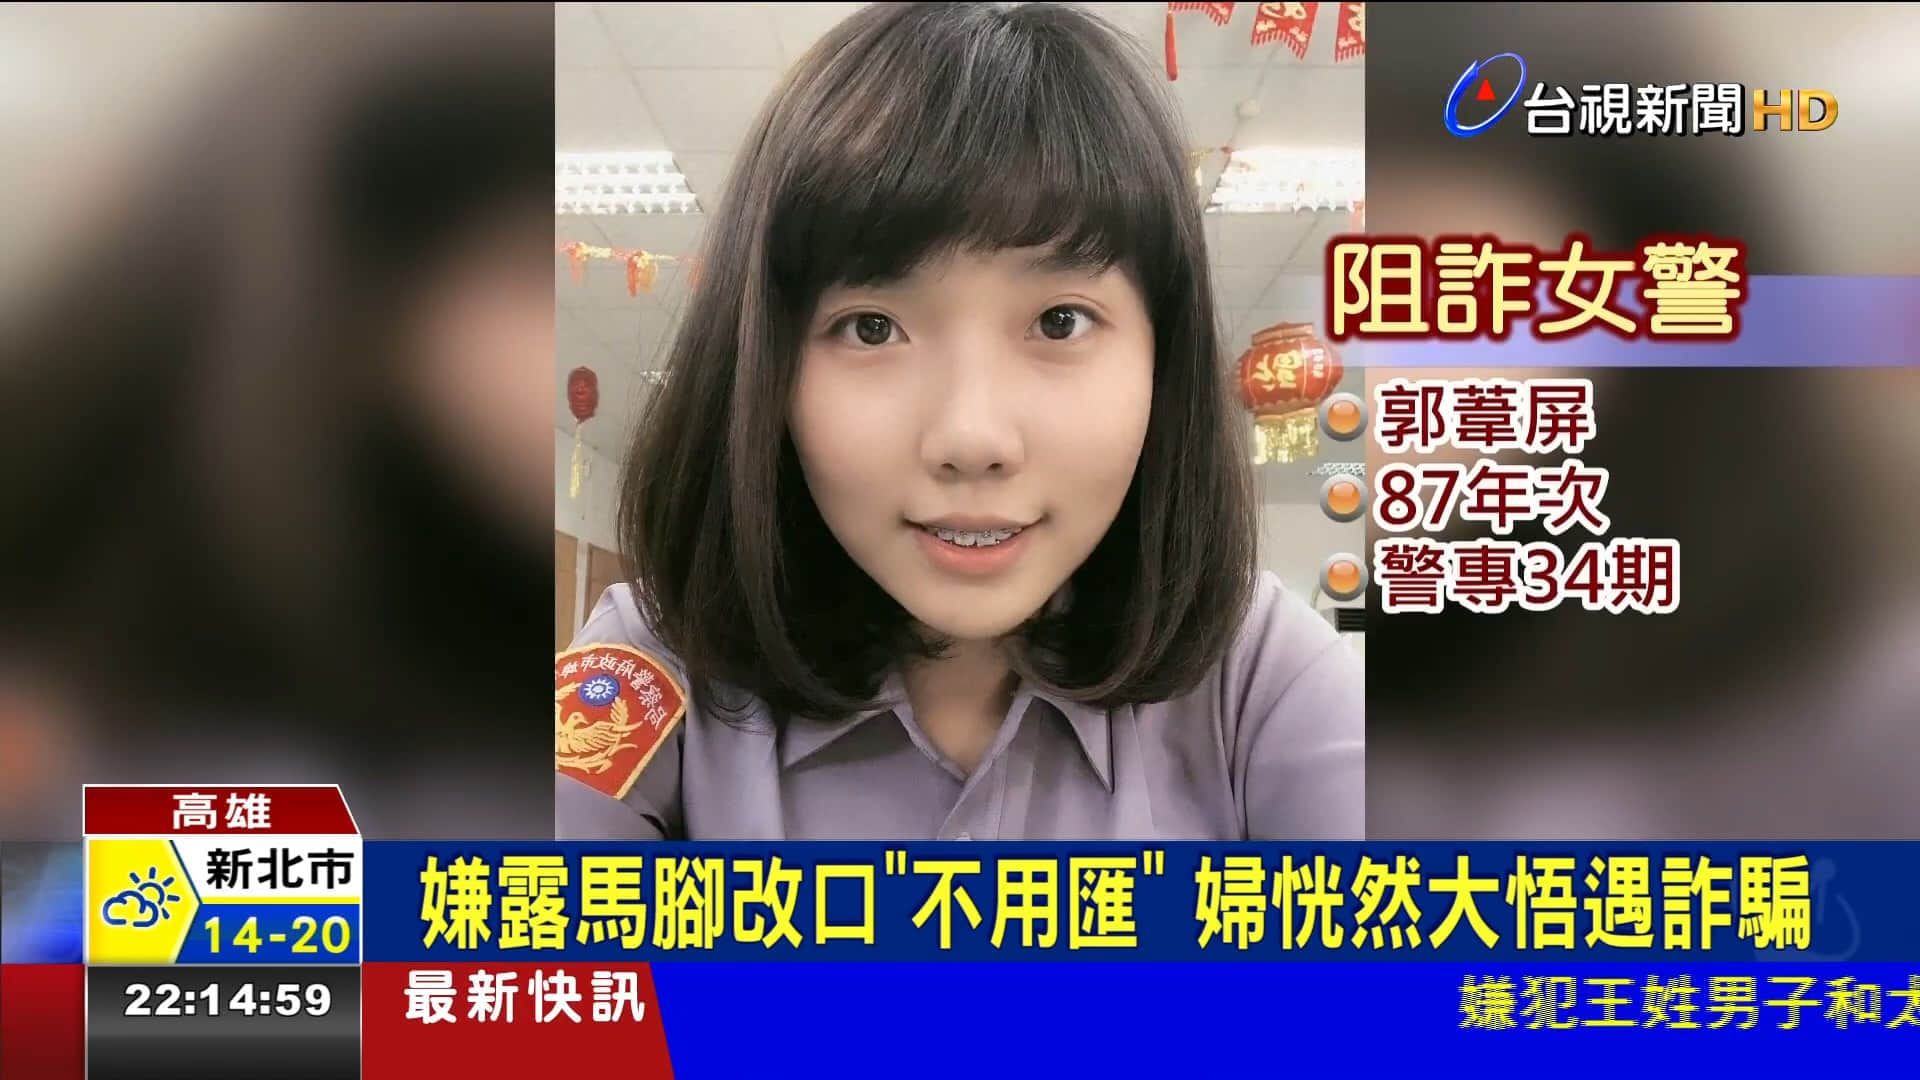 台視新聞HD
阻詐女警
郭葦屏
87年次
警專34期
福
高雄
新北市
14-20
嫌露馬腳改口"不用匯" 婦恍然大悟遇詐騙
22:14:59
最新快訊
嫌犯王姓男子和